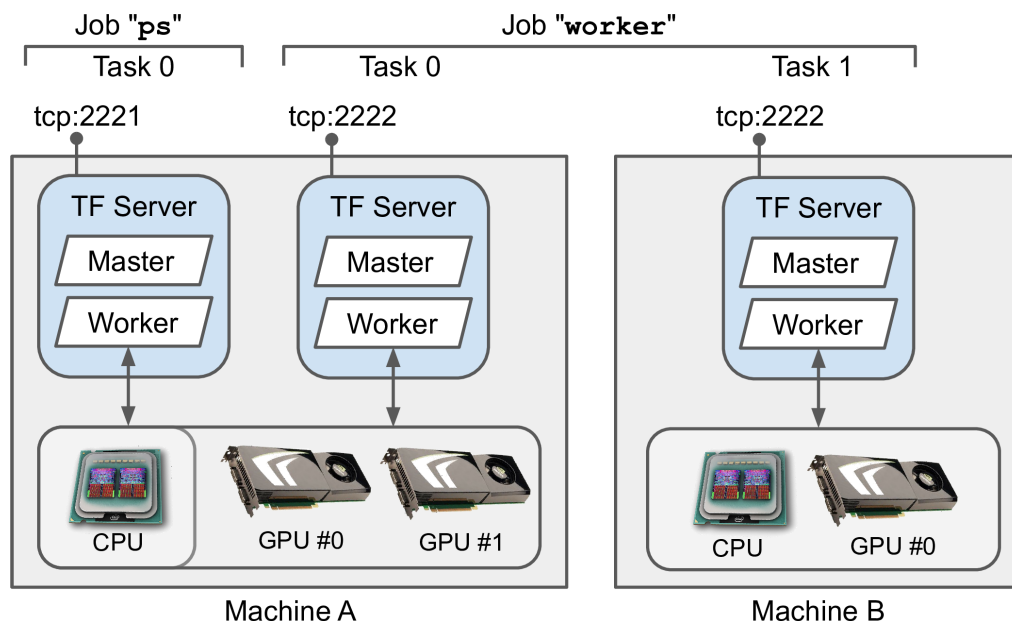 Job "ps"
Job "worker"
Task 0
Task 0
Task 1
tcp:2221
tcp:2222
tcp:2222
TF Server
Master
Worker
TF Server
Master
Worker
TF Server
Master
Worker
CPU
GPU #0
GPU #1
CPU
GPU #0
Machine A
Machine B